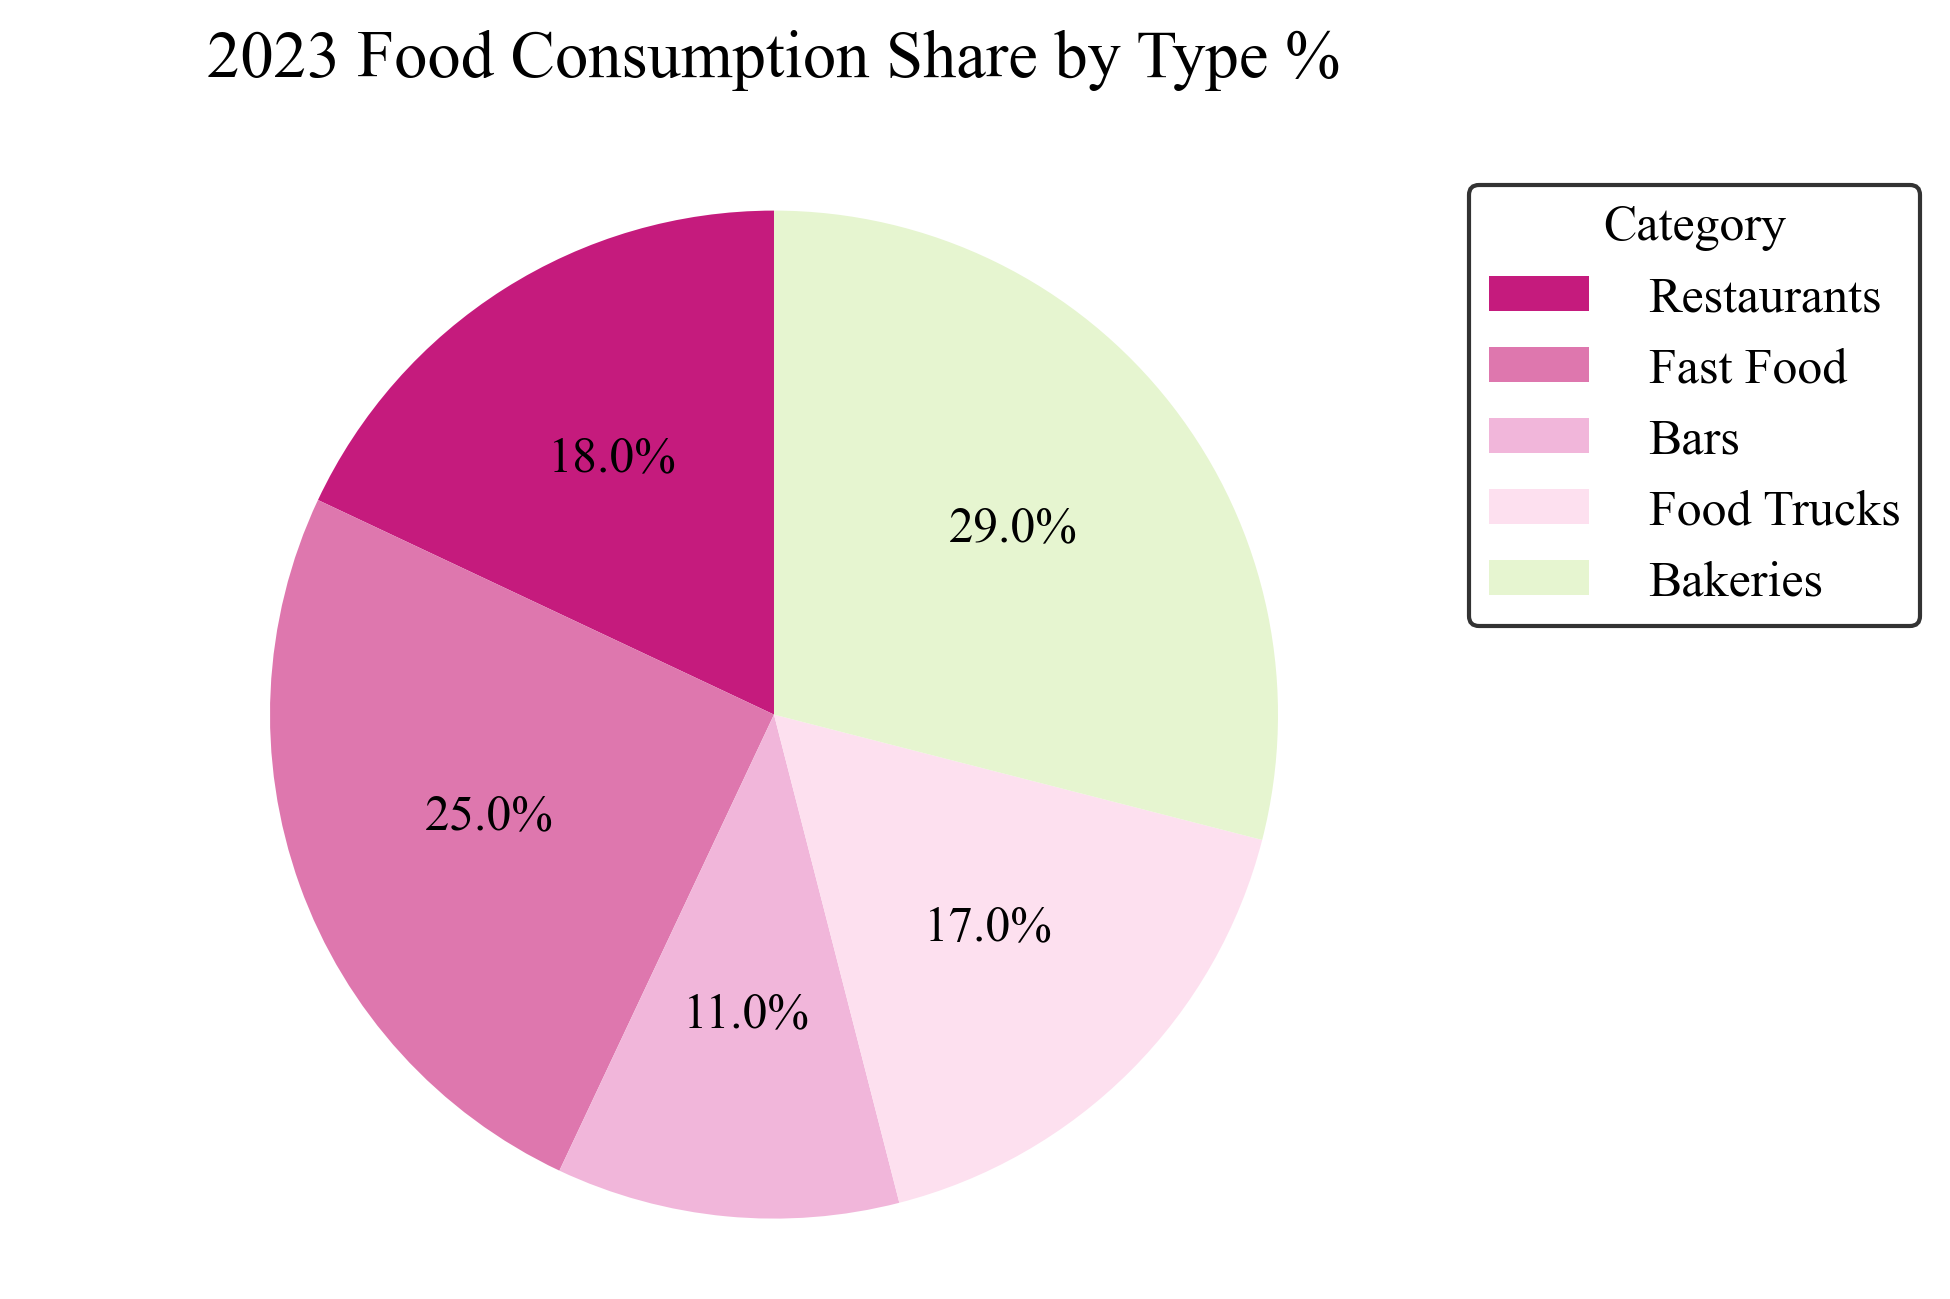 2023 Food Consumption Share by Type %
18.0%
29.0%
25.0%
17.0%
11.0%
Category
Restaurants
Fast Food
Bars
Food Trucks
Bakeries